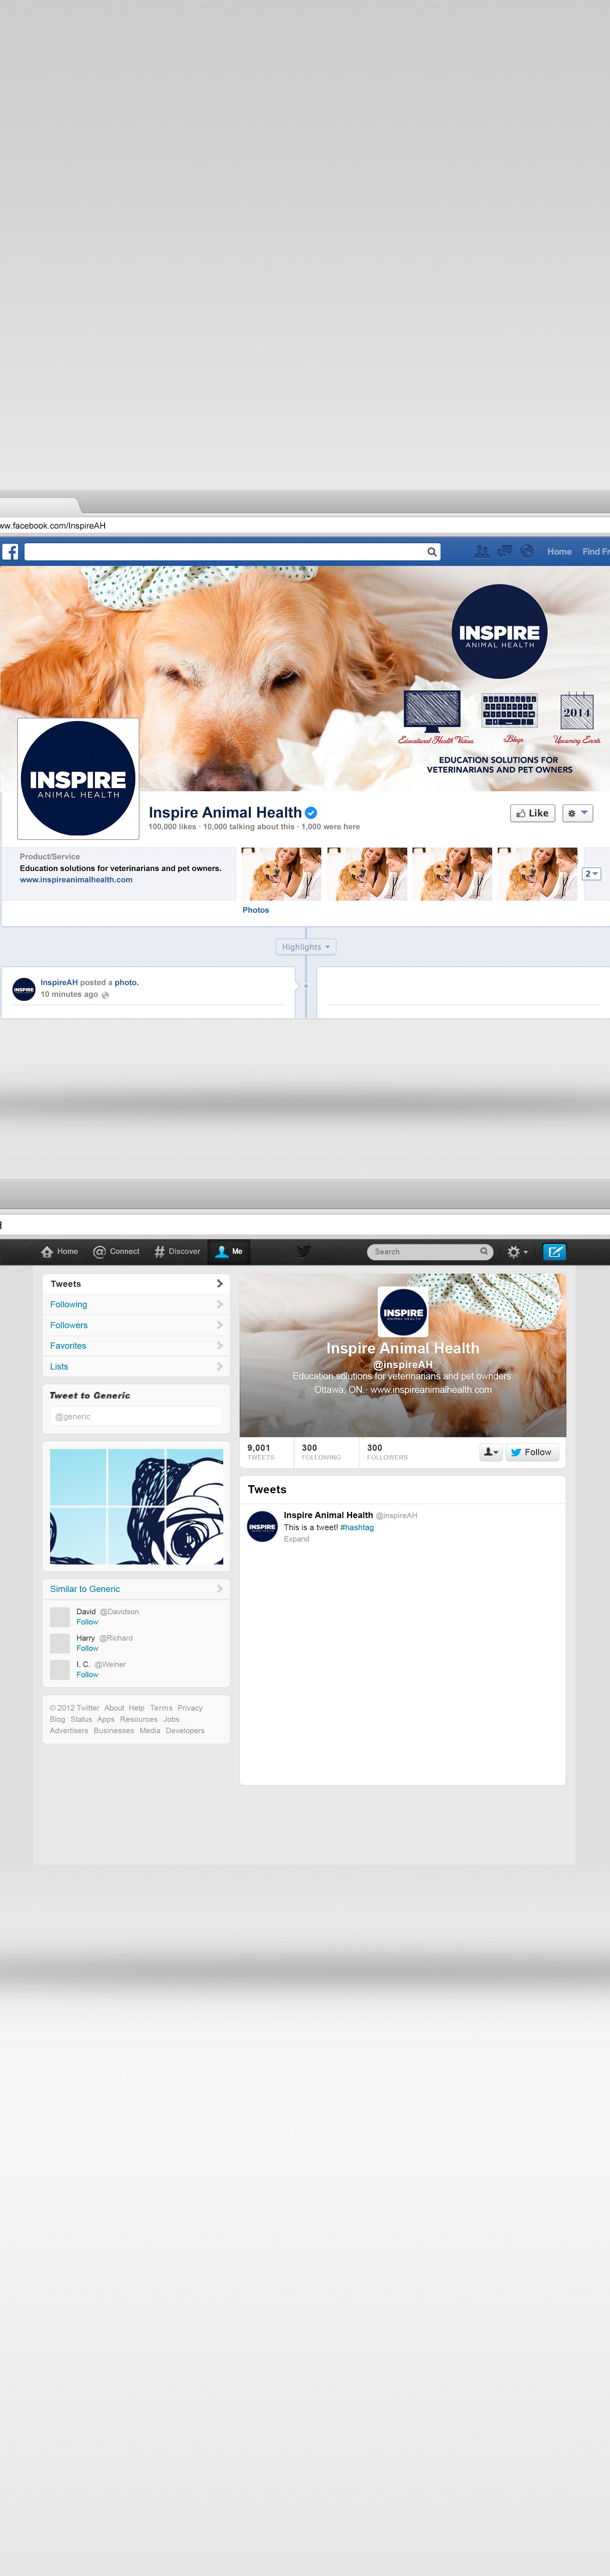 ww.facebook.com/InspireAH
Home Find Fr
INSPIRE
ANIMAL HEALTH
2014
Educational Health Videos
Blogs
Upcoming Events
EDUCATION SOLUTIONS FOR
VETERINARIANS AND PET OWNERS
INSPIRE
ANIMAL HEALTH
Inspire Animal Health
100,000 likes · 10,000 talking about this · 1,000 were here
Like
Product/Service
Education solutions for veterinarians and pet owners.
www.inspireanimalhealth.com
2
Photos
Highlights
INSPIRE
InspireAH posted a photo.
10 minutes ago
H
Home Connect Discover Me
Search
Tweets
Following
Followers
Favorites
Lists
Tweet to Generic
@generic
Similar to Generic
David @Davidson
Follow
Harry @Richard
Follow
I. C. @Weiner
Follow
© 2012 Twitter About Help Terms Privacy
Blog Status Apps Resources Jobs
Advertisers Businesses Media Developers
INSPIRE
ANIMAL HEALTH
Inspire Animal Health
@inspireAH
Education solutions for veterinarians and pet ownders.
Ottawa, ON.· www.inspireanimalhealth.com
9,001 300 300
TWEETS FOLLOWING FOLLOWERS
Follow
Tweets
INSPIRE
Inspire Animal Health @inspireAH
This is a tweet! #hashtag
Expand